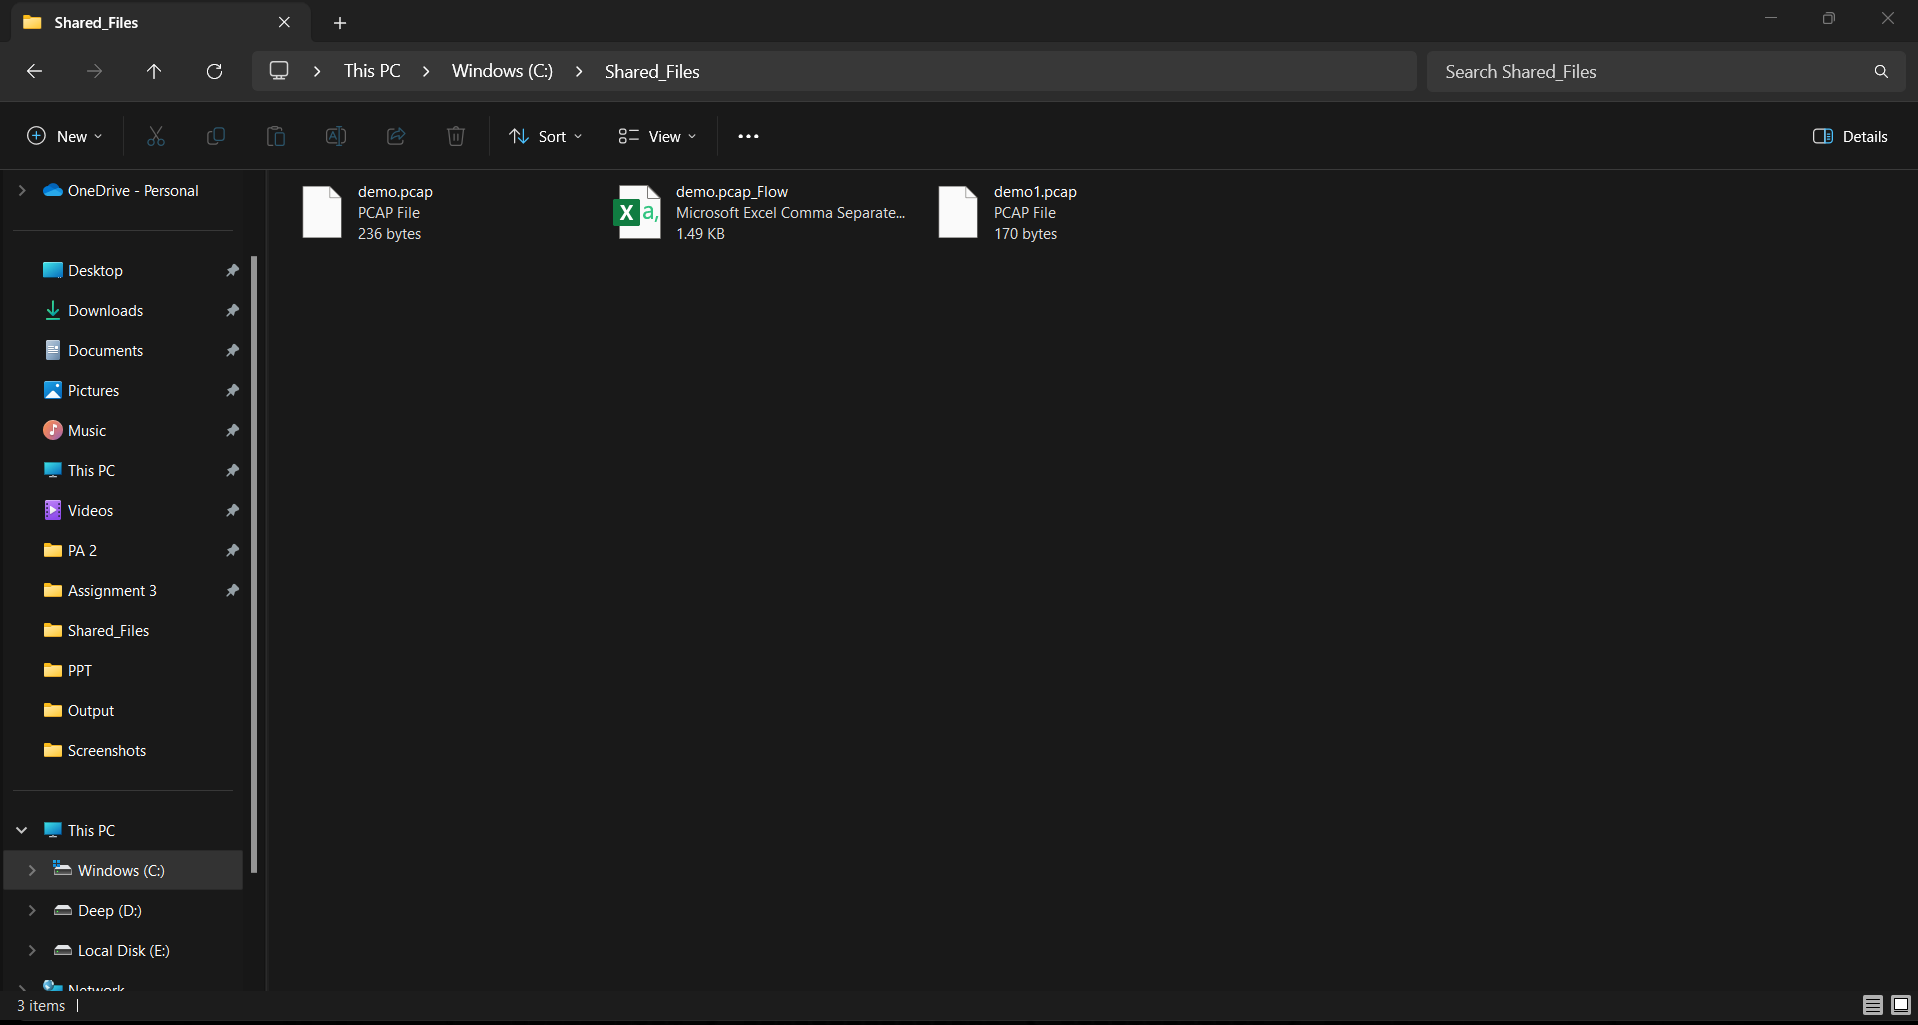 Shared_Files
This PC
Windows (C:)
Shared_Files
Search Shared_Files
New
Sort
View
Details
OneDrive - Personal
Desktop
Downloads
Documents
Pictures
Music
This PC
Videos
PA 2
Assignment 3
Shared_Files
PPT
Output
Screenshots
This PC
Windows (C:)
Deep (D:)
Local Disk (E:)
Network
demo.pcap
PCAP File
236 bytes
demo.pcap_Flow
Microsoft Excel Comma Separate...
1.49 KB
demo1.pcap
PCAP File
170 bytes
3 items